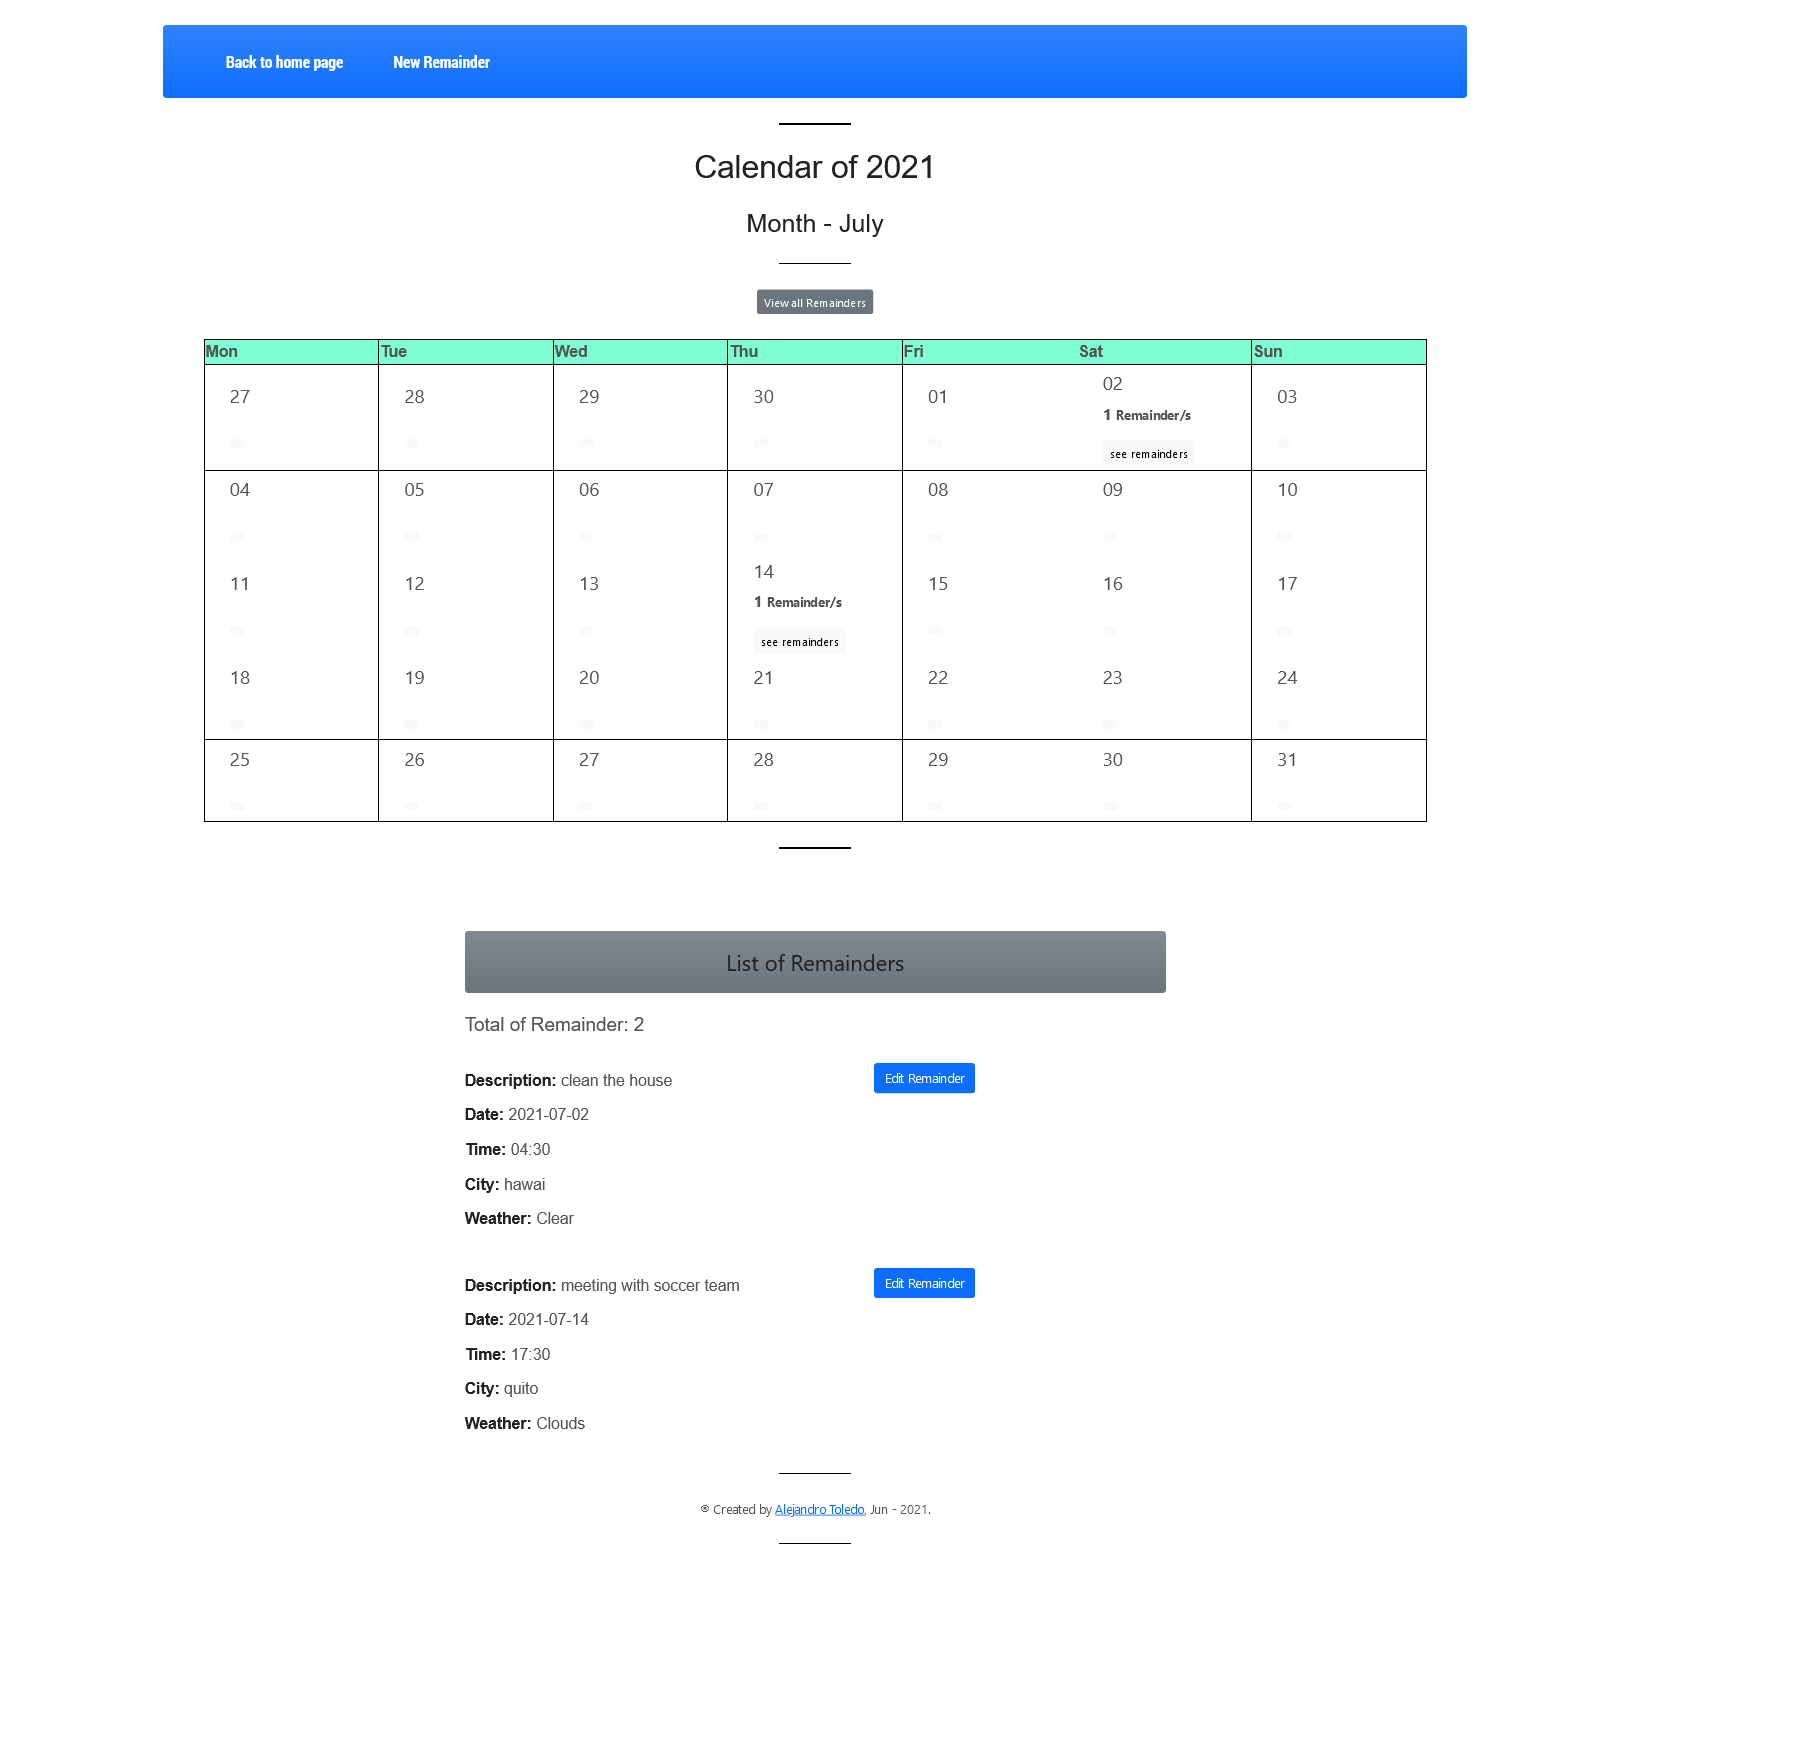 Back to home page New Remainder
Calendar of 2021
Month - July
View all Remainders
Mon Tue Wed Thu Fri Sat Sun
27 28 29 30 01 02 03
1 Remainder/s
see remainders
04 05 06 07 08 09 10
11 12 13 14 15 16 17
1 Remainder/s
see remainders
18 19 20 21 22 23 24
25 26 27 28 29 30 31
List of Remainders
Total of Remainder: 2
Description: clean the house Edit Remainder
Date: 2021-07-02
Time: 04:30
City: hawai
Weather: Clear
Description: meeting with soccer team Edit Remainder
Date: 2021-07-14
Time: 17:30
City: quito
Weather: Clouds
® Created by Alejandro Toledo, Jun - 2021.